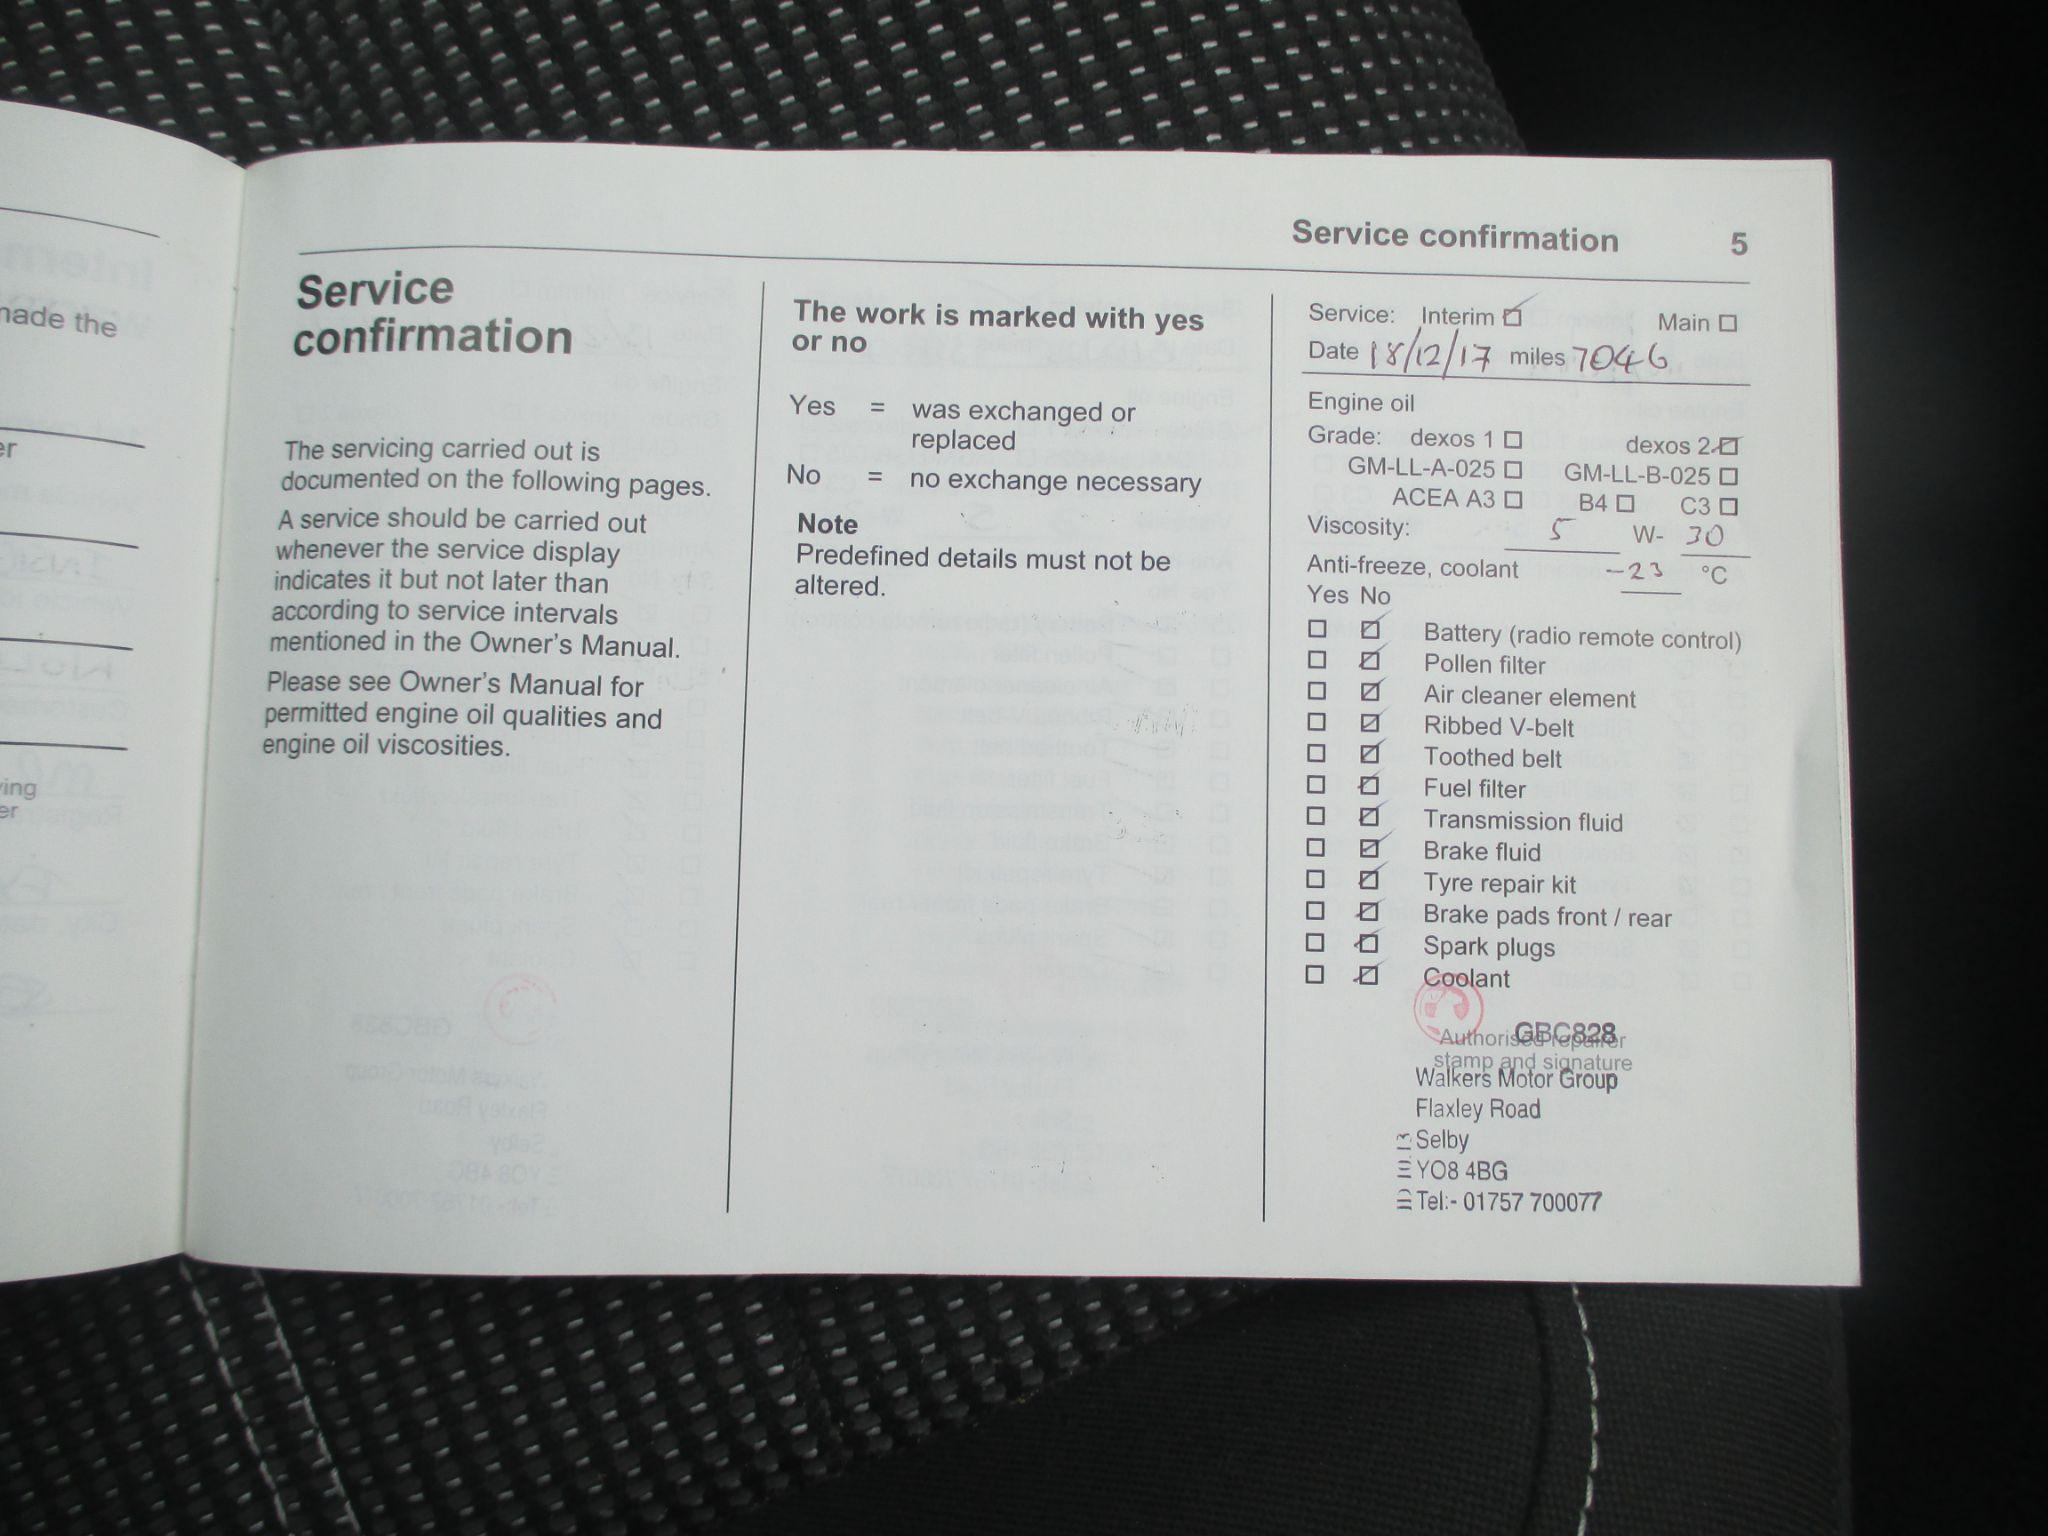 made the
er
ing
er
Service confirmation 5
Service
confirmation
The servicing carried out is
documented on the following pages.
A service should be carried out
whenever the service display
indicates it but not later than
according to service intervals
mentioned in the Owner's Manual.
Please see Owner's Manual for
permitted engine oil qualities and
engine oil viscosities.
The work is marked with yes
or no
Yes = was exchanged or
replaced
No = no exchange necessary
Note
Predefined details must not be
altered.
Service: Interim Main
Date 18/12/17 miles 7046
Engine oil
Grade: dexos 1 dexos 2
GM-LL-A-025 GM-LL-B-025
ACEA A3 B4 C3
Viscosity: 5 W- 30
Anti-freeze, coolant -23 °C
Yes No
Battery (radio remote control)
Pollen filter
Air cleaner element
Ribbed V-belt
Toothed belt
Fuel filter
Transmission fluid
Brake fluid
Tyre repair kit
Brake pads front / rear
Spark plugs
Coolant
GBC828
Authorised repairer
stamp and signature
Walkers Motor Group
Flaxley Road
Selby
YO8 4BG
Tel:- 01757 700077